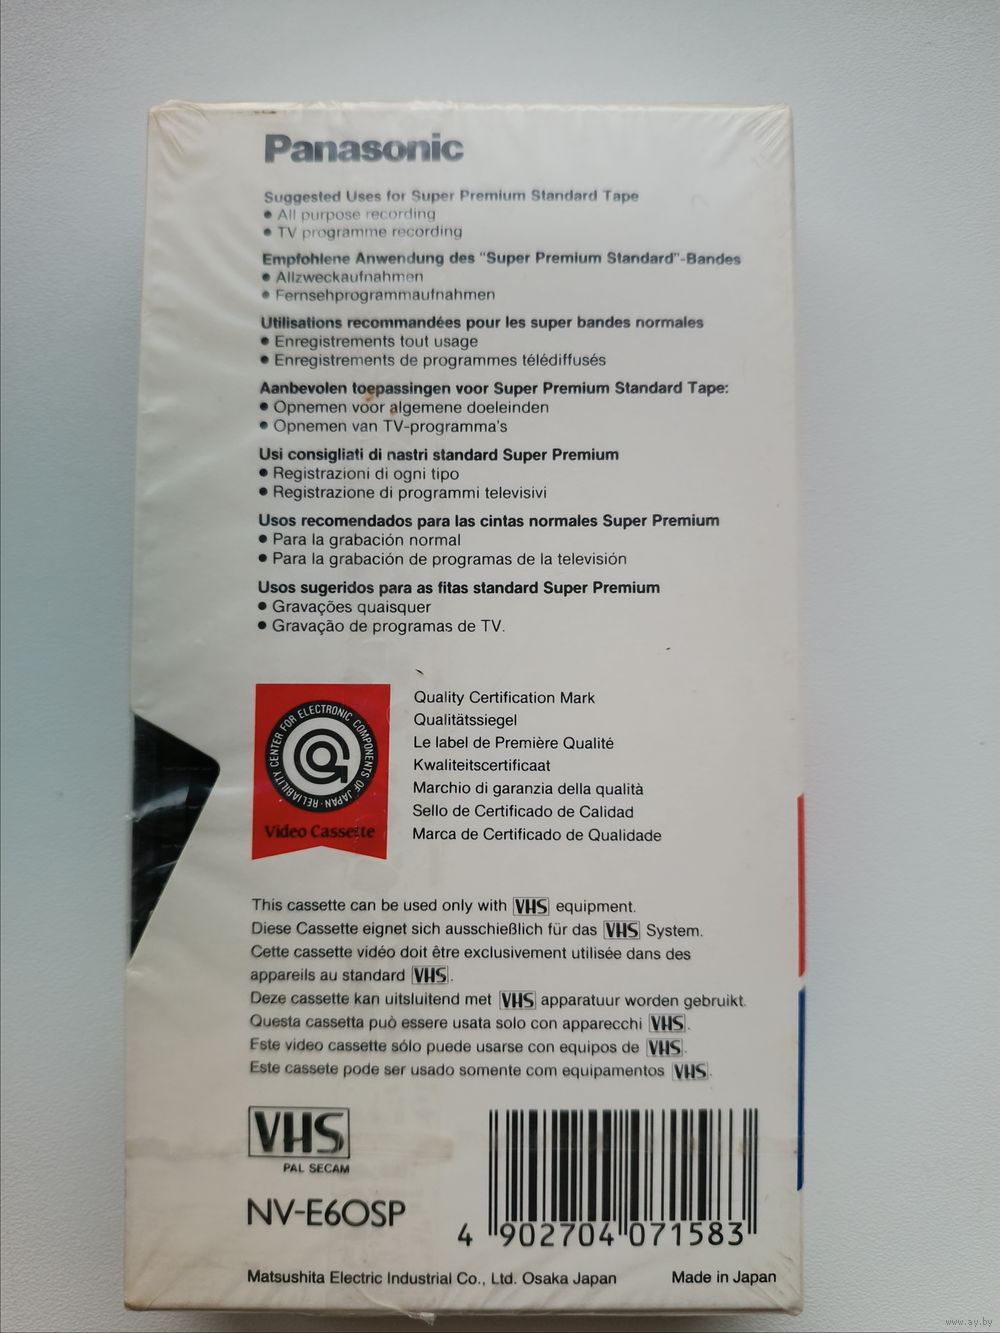 Panasonic
Suggested Uses for Super Premium Standard Tape
● All purpose recording
● TV programme recording
Empfohlene Anwendung des "Super Premium Standard"-Bandes
● Allzweckaufnahmen
● Fernsehprogrammaufnahmen
Utilisations recommandées pour les super bandes normales
● Enregistrements tout usage
● Enregistrements de programmes télédiffusés
Aanbevolen toepassingen voor Super Premium Standard Tape:
● Opnemen voor algemene doeleinden
● Opnemen van TV-programma's
Usi consigliati di nastri standard Super Premium
● Registrazioni di ogni tipo
● Registrazione di programmi televisivi
Usos recomendados para las cintas normales Super Premium
● Para la grabación normal
● Para la grabación de programas de la televisión
Usos sugeridos para as fitas standard Super Premium
● Gravações quaisquer
● Gravação de programas de TV.
RELIABILITY CENTER FOR ELECTRONIC COMPONENTS OF JAPAN
Video Cassette
Quality Certification Mark
Qualitätssiegel
Le label de Première Qualité
Kwaliteitscertificaat
Marchio di garanzia della qualità
Sello de Certificado de Calidad
Marca de Certificado de Qualidade
This cassette can be used only with VHS equipment.
Diese Cassette eignet sich ausschießlich für das VHS System.
Cette cassette vidéo doit être exclusivement utilisée dans des
appareils au standard VHS.
Deze cassette kan uitsluitend met VHS apparatuur worden gebruikt.
Questa cassetta può essere usata solo con apparecchi VHS.
Este video cassette sólo puede usarse con equipos de VHS.
Este cassete pode ser usado somente com equipamentos VHS.
VHS
PAL SECAM
NV-E60SP
4 902704 071583
Matsushita Electric Industrial Co., Ltd. Osaka Japan Made in Japan
www.ay.by